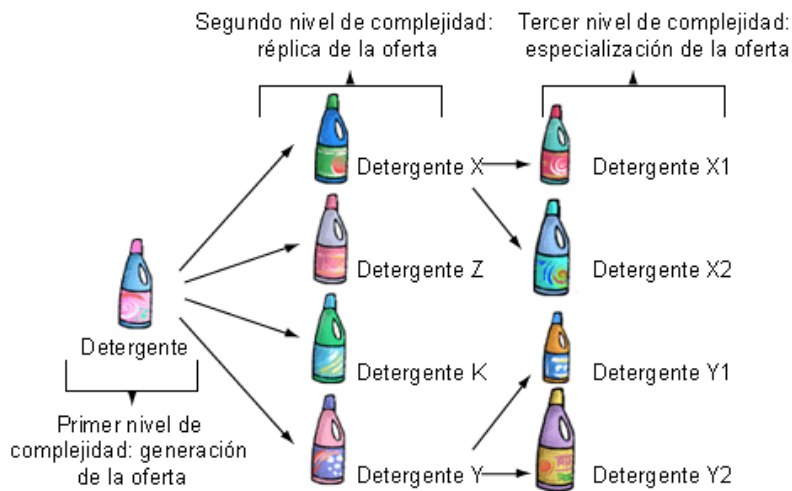 Segundo nivel de complejidad:
réplica de la oferta
Tercer nivel de complejidad:
especialización de la oferta
Detergente X
Detergente X1
Detergente Z
Detergente X2
Detergente
Detergente K
Detergente Y1
Primer nivel de
complejidad: generación
de la oferta
Detergente Y
Detergente Y2